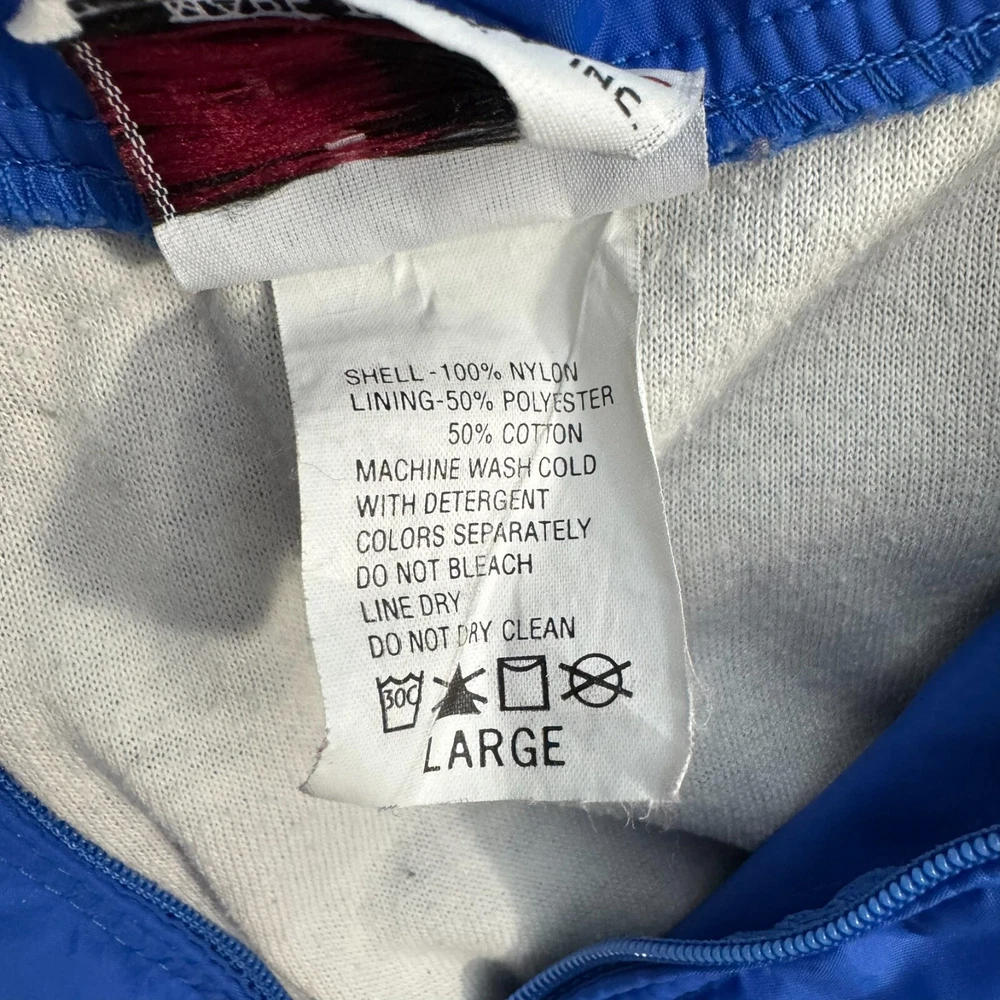 INC.
SHELL-100% NYLON
LINING-50% POLYESTER
50% COTTON
MACHINE WASH COLD
WITH DETERGENT
COLORS SEPARATELY
DO NOT BLEACH
LINE DRY
DO NOT DRY CLEAN
30C
LARGE